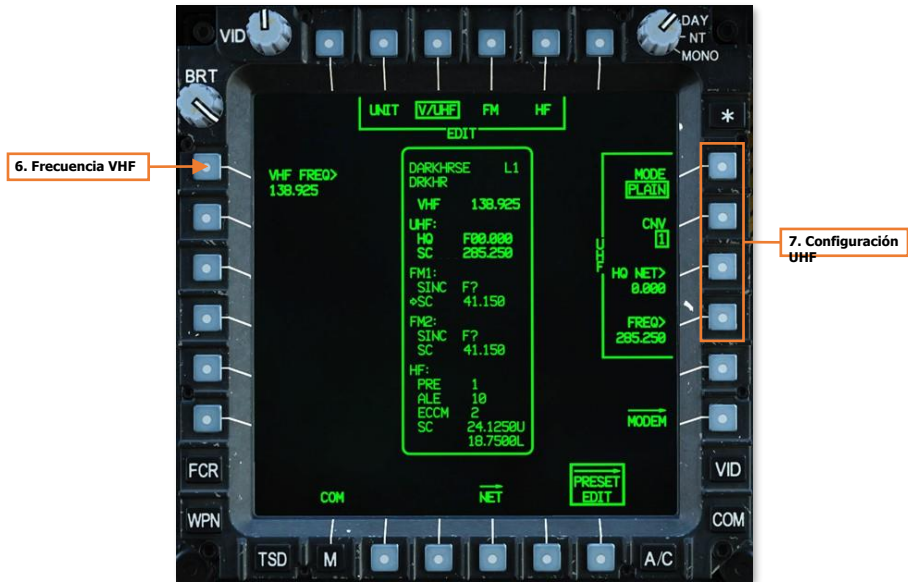 VID
DAY
NT
MONO
BRT
*
UNIT V/UHF FM HF
EDIT
6. Frecuencia VHF
VHF FREQ>
138.925
DARKHRSE L1
DRKHR
VHF 138.925
UHF:
HQ F00.000
SC 285.250
FM1:
SINC F?
SC 41.150
FM2:
SINC F?
SC 41.150
HF:
PRE 1
ALE 10
ECCM 2
SC 24.1250U
18.7500L
UHF
MODE
PLAIN
CNV
1
HQ NET>
0.000
FREQ>
285.250
7. Configuración
UHF
MODEM
PRESET
EDIT
COM
NET
FCR
VID
WPN
COM
TSD
M
A/C